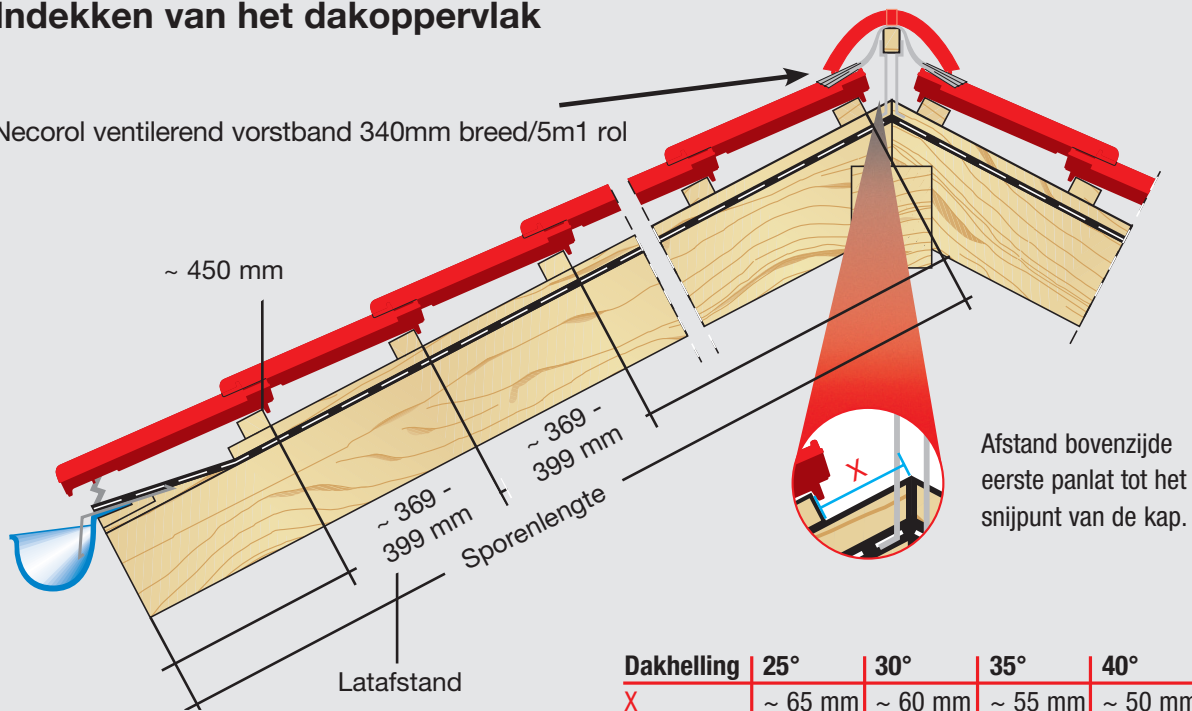 Indekken van het dakoppervlak
Necorol ventilerend vorstband 340mm breed/5m1 rol
~ 450 mm
~ 369 -
399 mm
~ 369 -
399 mm
Sporenlengte
Latafstand
X
Afstand bovenzijde
eerste panlat tot het
snijpunt van de kap.
Dakhelling 25° 30° 35° 40°
X ~ 65 mm ~ 60 mm ~ 55 mm ~ 50 mm